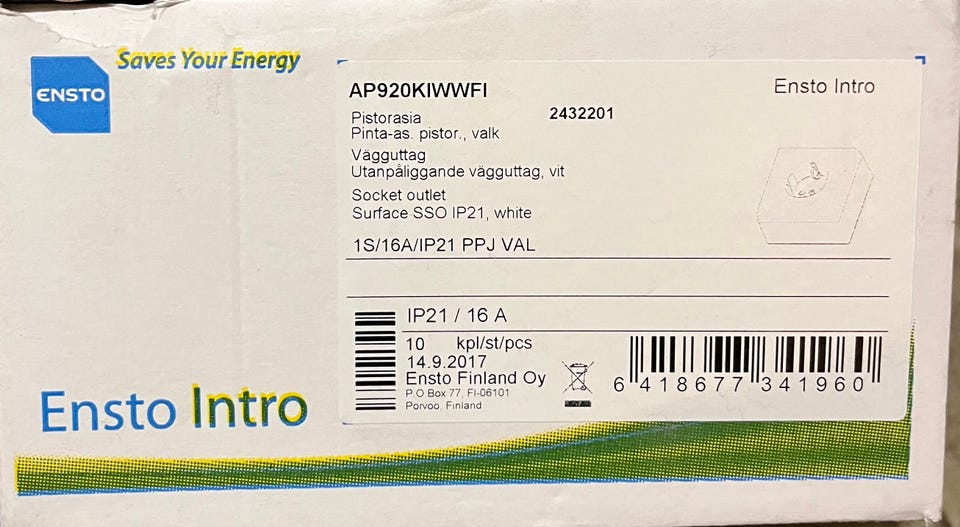 Saves Your Energy
ENSTO
AP920KIWWFI
Ensto Intro
2432201
Pistorasia
Pinta-as. pistor., valk
Vägguttag
Utanpåliggande vägguttag, vit
Socket outlet
Surface SSO IP21, white
1S/16A/IP21 PPJ VAL
IP21 / 16 A
10 kpl/st/pcs
14.9.2017
Ensto Finland Oy
P.O.Box 77, FI-06101
Porvoo, Finland
6 418677 341960
Ensto Intro